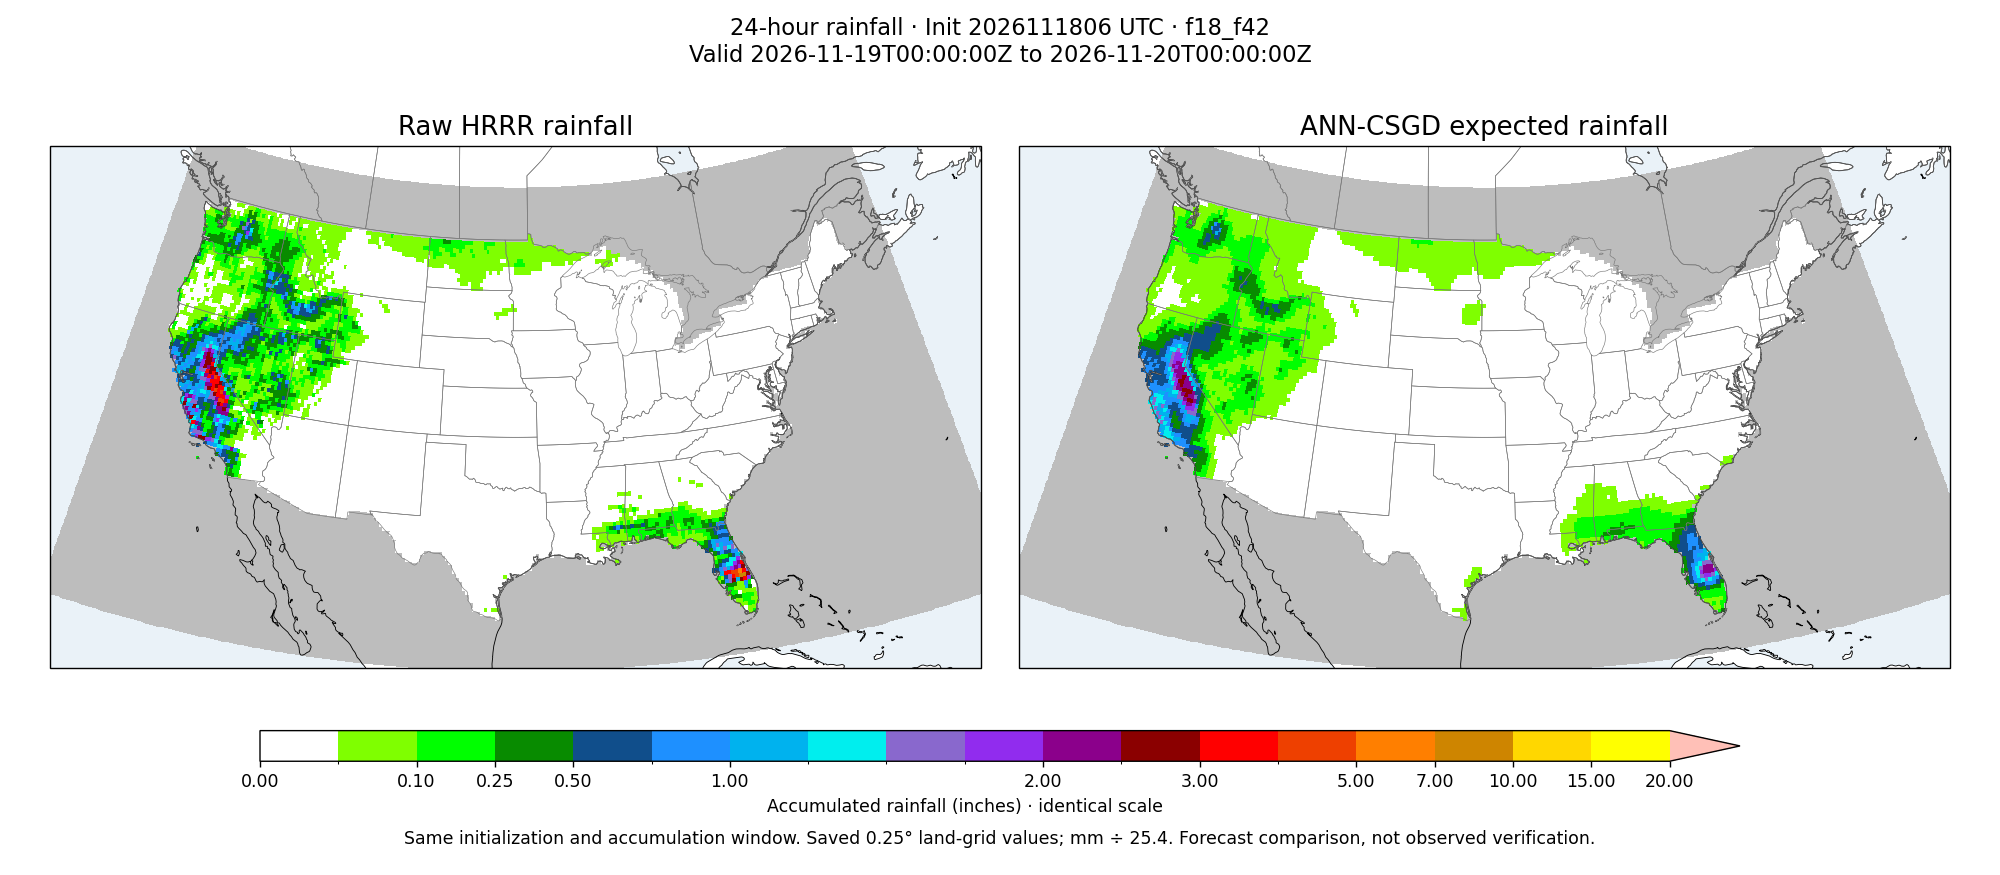 24-hour rainfall · Init 2026111806 UTC · f18_f42
Valid 2026-11-19T00:00:00Z to 2026-11-20T00:00:00Z
Raw HRRR rainfall
ANN-CSGD expected rainfall
0.00 0.10 0.25 0.50 1.00 2.00 3.00 5.00 7.00 10.00 15.00 20.00
Accumulated rainfall (inches) · identical scale
Same initialization and accumulation window. Saved 0.25° land-grid values; mm ÷ 25.4. Forecast comparison, not observed verification.